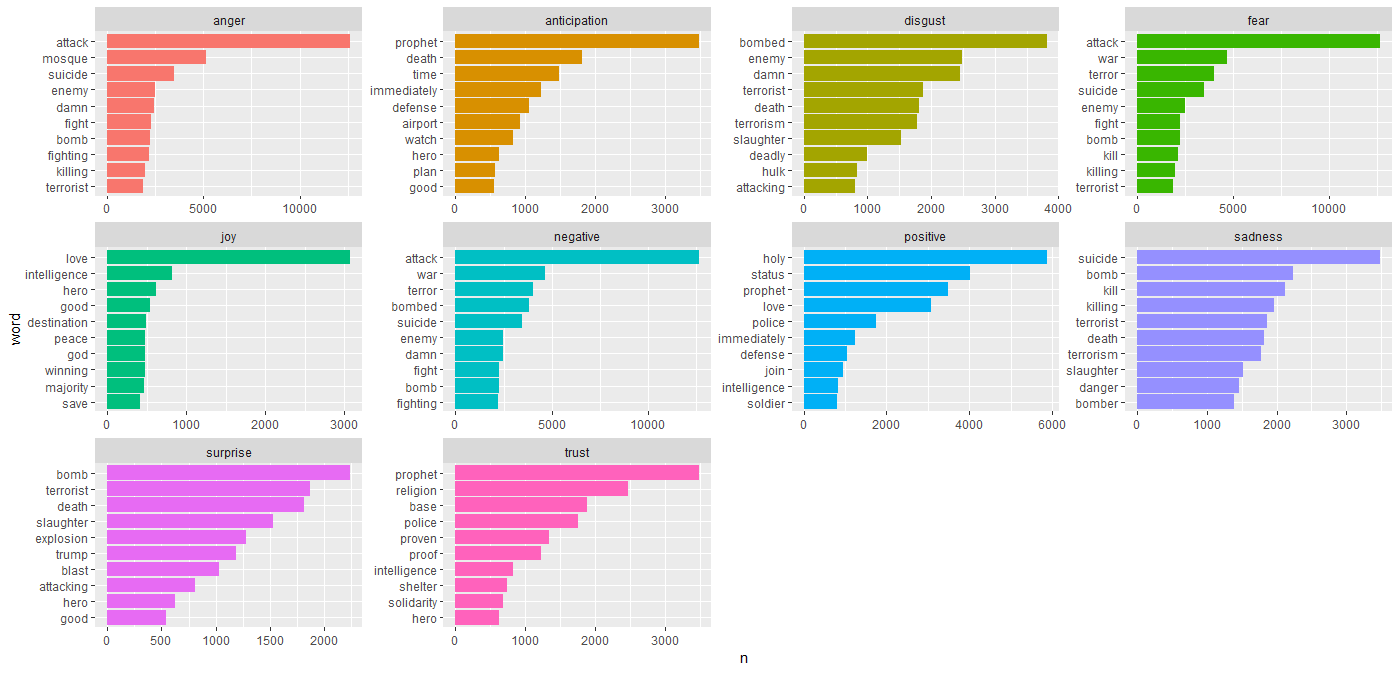 anger
attack
mosque
suicide
enemy
damn
fight
bomb
fighting
killing
terrorist
0 5000 10000
anticipation
prophet
death
time
immediately
defense
airport
watch
hero
plan
good
0 1000 2000 3000
disgust
bombed
enemy
damn
terrorist
death
terrorism
slaughter
deadly
hulk
attacking
0 1000 2000 3000 4000
fear
attack
war
terror
suicide
enemy
fight
bomb
kill
killing
terrorist
0 5000 10000
word
joy
love
intelligence
hero
good
destination
peace
god
winning
majority
save
0 1000 2000 3000
negative
attack
war
terror
bombed
suicide
enemy
damn
fight
bomb
fighting
0 5000 10000
positive
holy
status
prophet
love
police
immediately
defense
join
intelligence
soldier
0 2000 4000 6000
sadness
suicide
bomb
kill
killing
terrorist
death
terrorism
slaughter
danger
bomber
0 1000 2000 3000
surprise
bomb
terrorist
death
slaughter
explosion
trump
blast
attacking
hero
good
0 500 1000 1500 2000
trust
prophet
religion
base
police
proven
proof
intelligence
shelter
solidarity
hero
0 1000 2000 3000
n